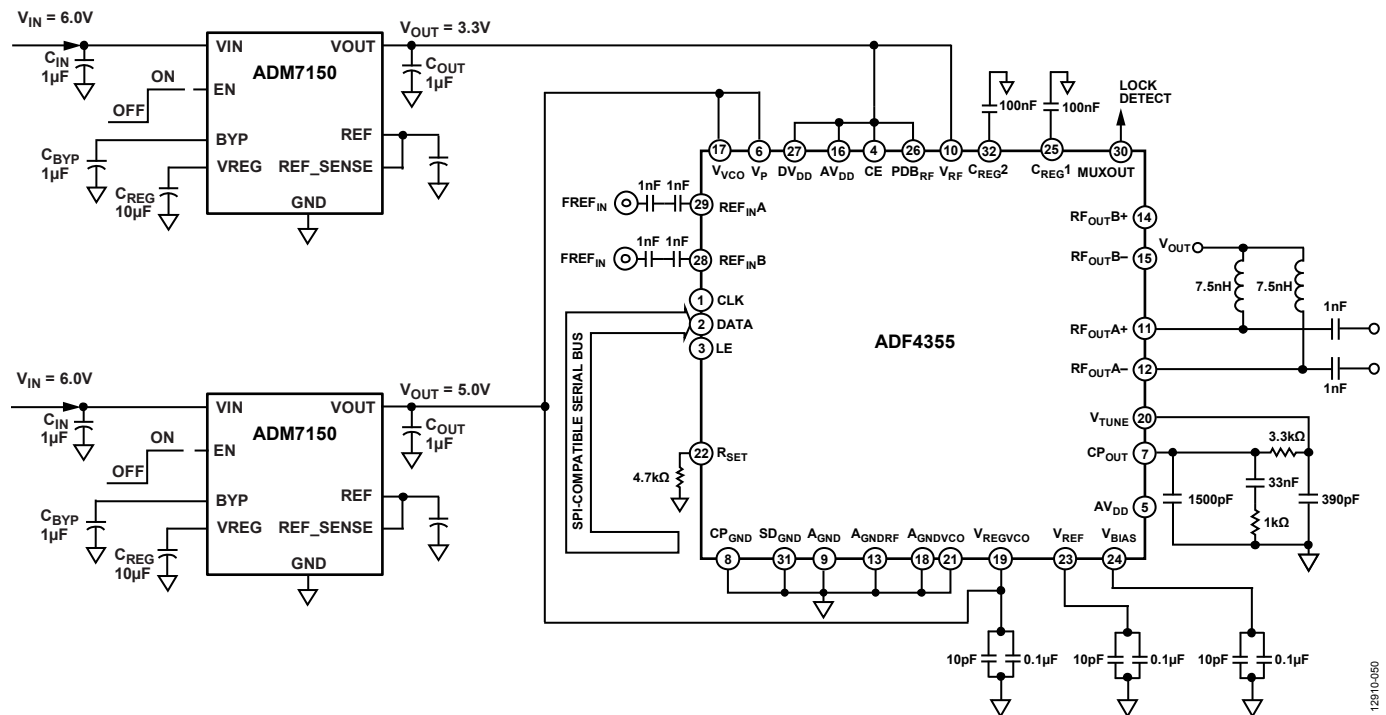 V_IN = 6.0V
C_IN
1µF
VIN
VOUT
V_OUT = 3.3V
ADM7150
ON
EN
OFF
C_OUT
1µF
BYP
REF
C_BYP
1µF
VREG
REF_SENSE
C_REG
10µF
GND
V_IN = 6.0V
C_IN
1µF
VIN
VOUT
V_OUT = 5.0V
ADM7150
ON
EN
OFF
C_OUT
1µF
BYP
REF
C_BYP
1µF
VREG
REF_SENSE
C_REG
10µF
GND
100nF
100nF
LOCK
DETECT
17
6
27
16
4
26
10
32
25
30
V_VCO
V_P
DV_DD
AV_DD
CE
PDB_RF
V_RF
C_REG2
C_REG1
MUXOUT
FREF_IN
1nF
1nF
29
REF_INA
FREF_IN
1nF
1nF
28
REF_INB
1
CLK
2
DATA
3
LE
SPI-COMPATIBLE SERIAL BUS
22
R_SET
4.7kΩ
ADF4355
RF_OUTB+
14
RF_OUTB−
15
V_OUT
7.5nH
7.5nH
RF_OUTA+
11
1nF
RF_OUTA−
12
1nF
V_TUNE
20
3.3kΩ
CP_OUT
7
1500pF
33nF
390pF
1kΩ
AV_DD
5
CP_GND
SD_GND
A_GND
A_GNDRF
A_GNDVCO
V_REGVCO
V_REF
V_BIAS
8
31
9
13
18
21
19
23
24
10pF
0.1µF
10pF
0.1µF
10pF
0.1µF
12910-050